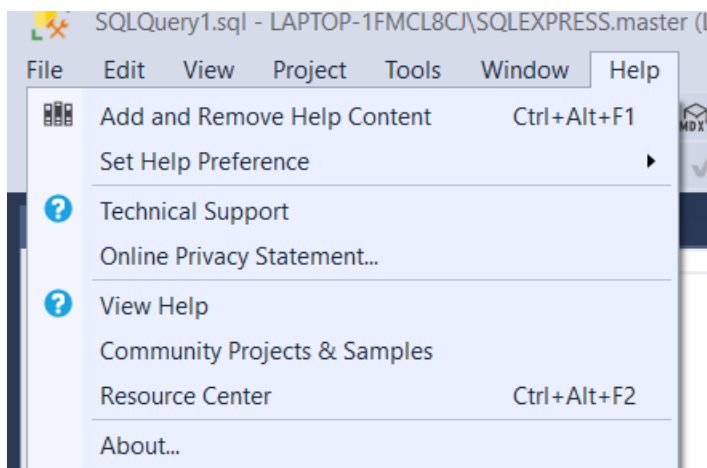 SQLQuery1.sql - LAPTOP-1FMCL8CJ\SQLEXPRESS.master (L
File Edit View Project Tools Window Help
Add and Remove Help Content Ctrl+Alt+F1
MDX
Set Help Preference
Technical Support
Online Privacy Statement...
View Help
Community Projects & Samples
Resource Center Ctrl+Alt+F2
About...